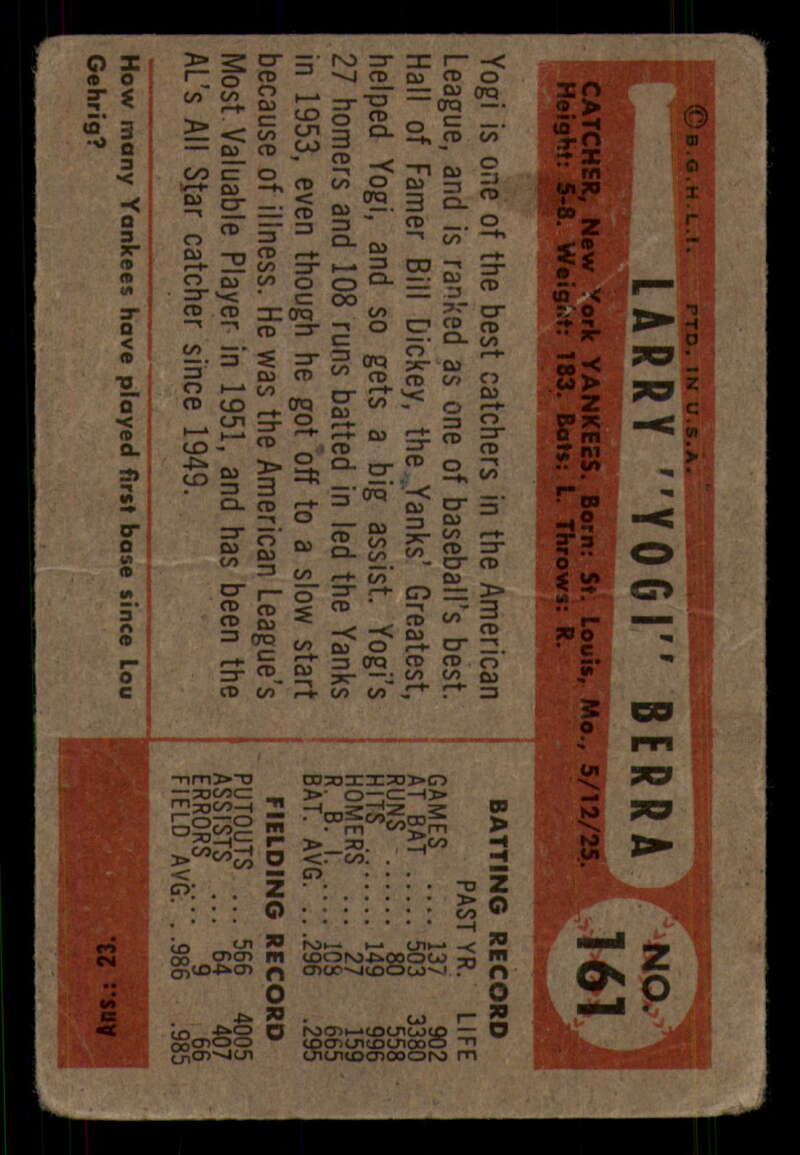 © B.G.H.L.I. PTD. IN U.S.A.
LARRY "YOGI" BERRA
NO.
161
CATCHER, New York YANKEES. Born: St. Louis, Mo., 5/12/25.
Height: 5-8. Weight: 183. Bats: L. Throws: R.
Yogi is one of the best catchers in the American
League, and is ranked as one of baseball's best.
Hall of Famer Bill Dickey, the Yanks' Greatest,
helped Yogi, and so gets a big assist. Yogi's
27 homers and 108 runs batted in led the Yanks
in 1953, even though he got off to a slow start
because of illness. He was the American League's
Most Valuable Player in 1951, and has been the
AL's All Star catcher since 1949.
BATTING RECORD
PAST YR. LIFE
GAMES .... 137 902
AT BAT ...... 503 3380
RUNS ...... 80 558
HITS ...... 149 996
HOMERS .... 27 151
R. B. I. .... 108 665
BAT. AVG. .. .296 .295
FIELDING RECORD
PUTOUTS ... 566 4005
ASSISTS ... 64 407
ERRORS ... 9 66
FIELD AVG. . .986 .985
How many Yankees have played first base since Lou
Gehrig?
Ans.: 23.